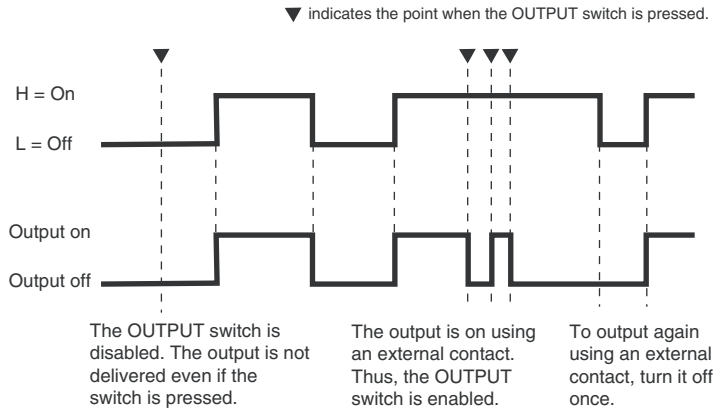 ▼ indicates the point when the OUTPUT switch is pressed.
H = On
L = Off
Output on
Output off
The OUTPUT switch is
disabled. The output is not
delivered even if the
switch is pressed.
The output is on using
an external contact.
Thus, the OUTPUT
switch is enabled.
To output again
using an external
contact, turn it off
once.